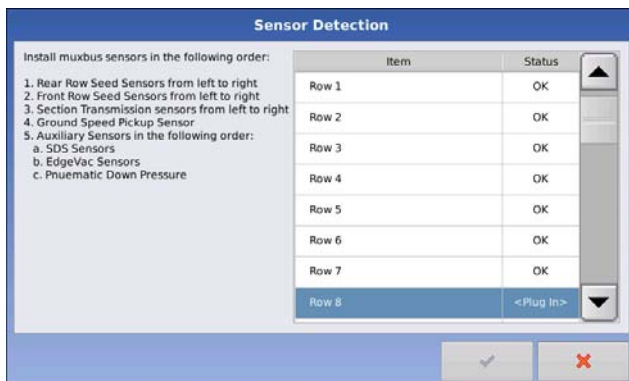 Sensor Detection
Install muxbus sensors in the following order:
1. Rear Row Seed Sensors from left to right
2. Front Row Seed Sensors from left to right
3. Section Transmission sensors from left to right
4. Ground Speed Pickup Sensor
5. Auxiliary Sensors in the following order:
a. SDS Sensors
b. EdgeVac Sensors
c. Pnuematic Down Pressure
Item Status
Row 1 OK
Row 2 OK
Row 3 OK
Row 4 OK
Row 5 OK
Row 6 OK
Row 7 OK
Row 8 <Plug In>